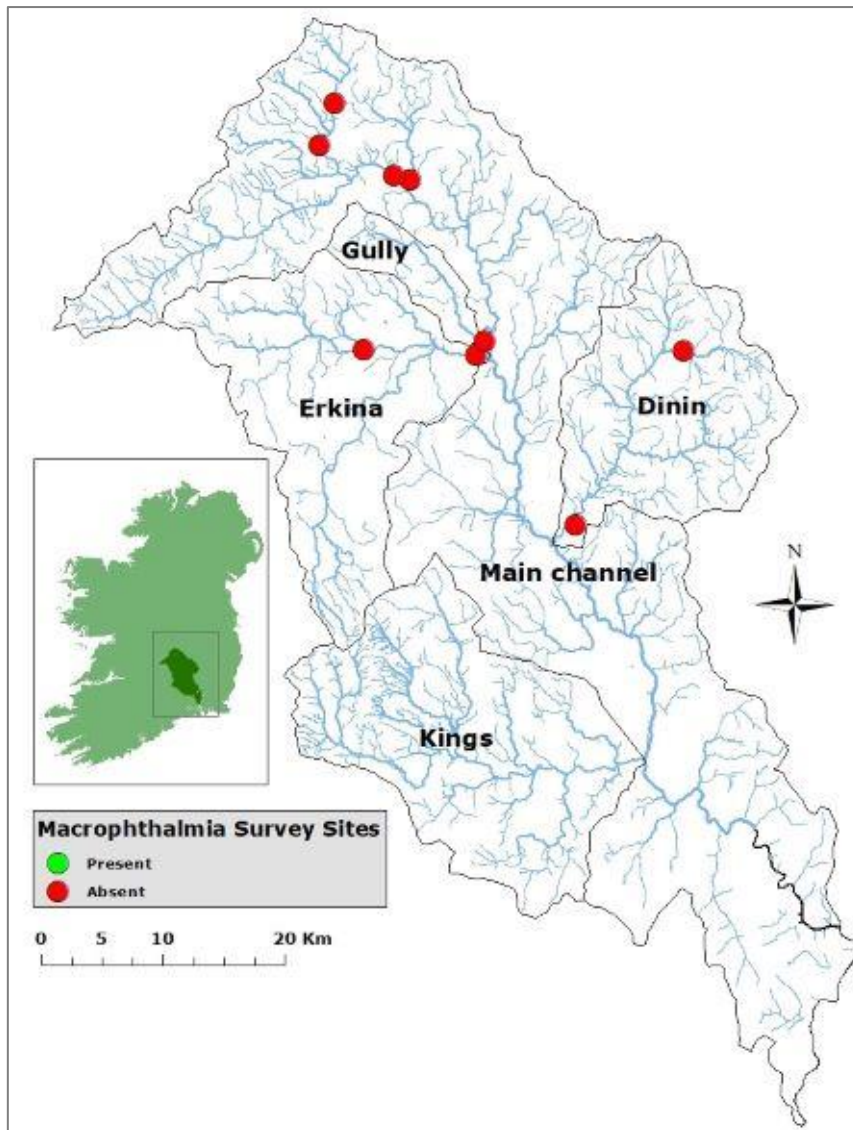 Gully
Erkina
Dinin
Main channel
N
Kings
Macrophthalmia Survey Sites
Present
Absent
0 5 10 20 Km